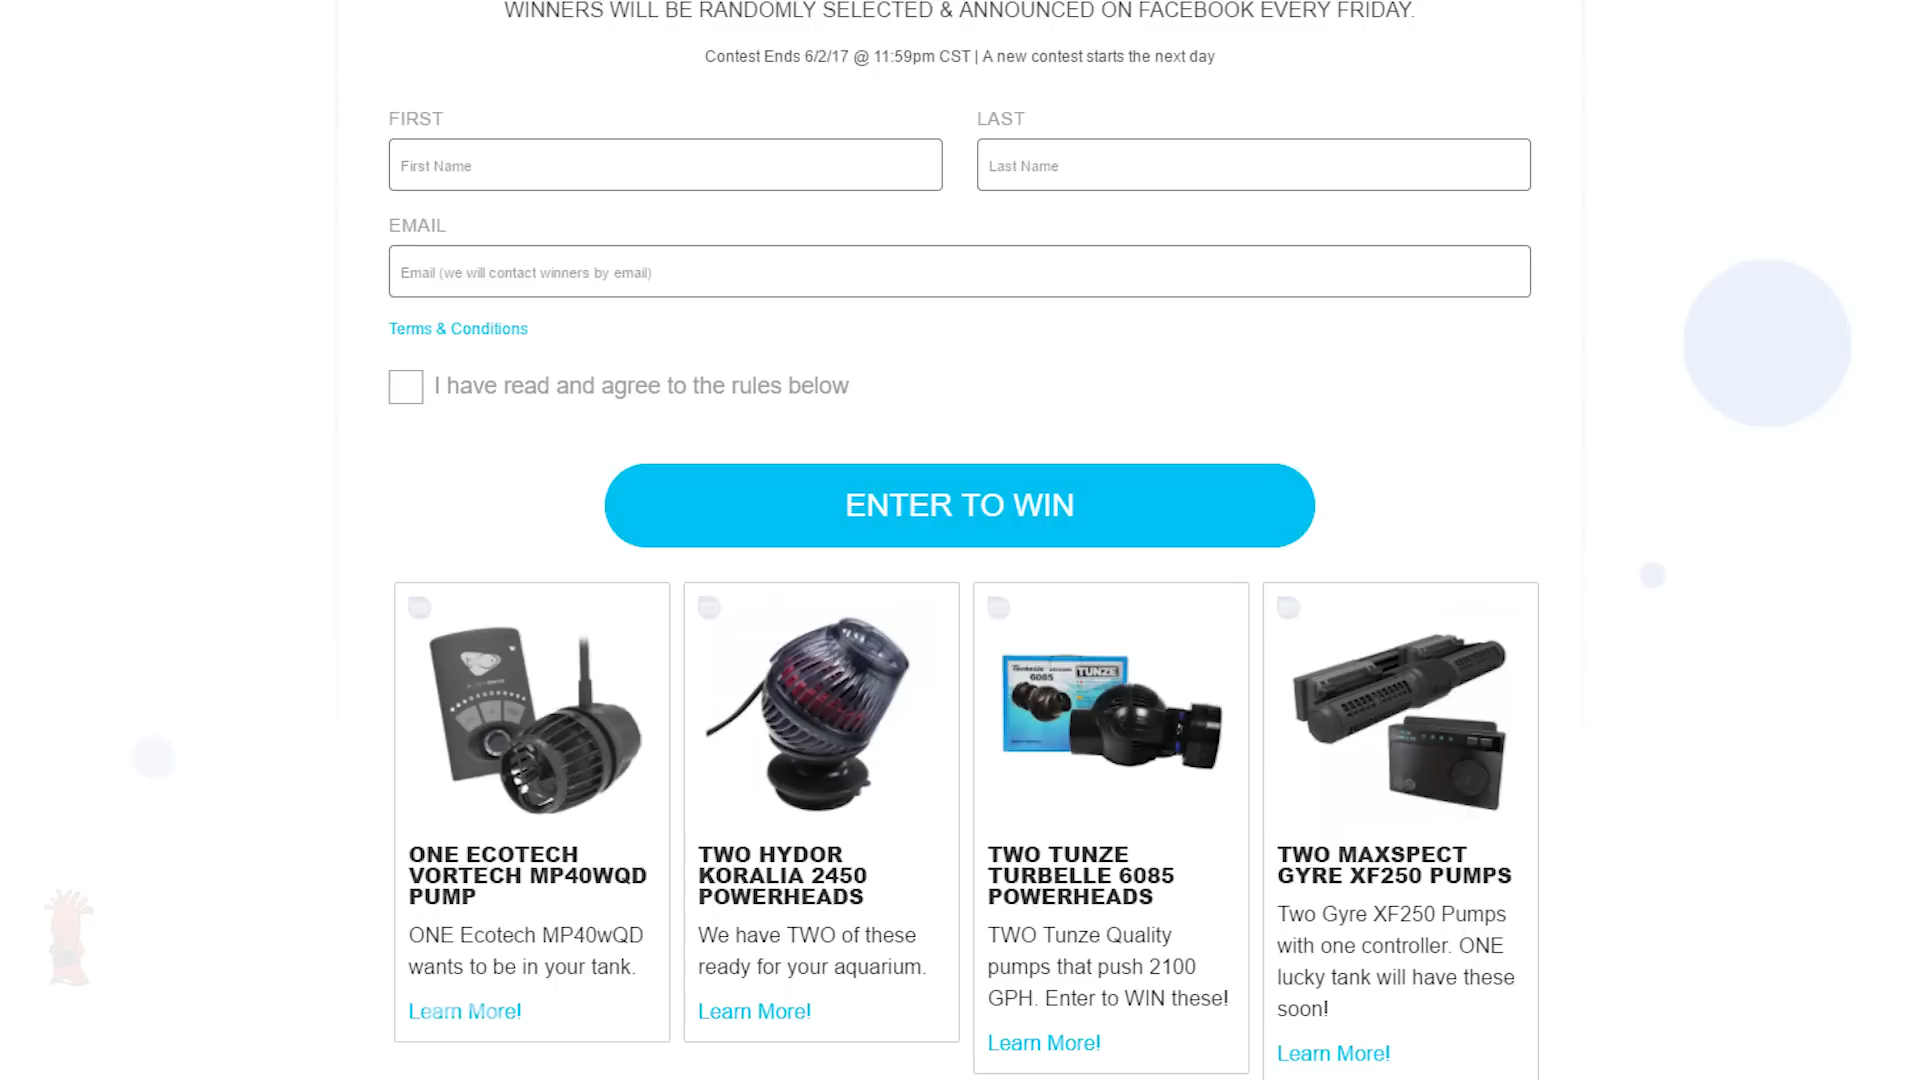 WINNERS WILL BE RANDOMLY SELECTED & ANNOUNCED ON FACEBOOK EVERY FRIDAY.
Contest Ends 6/2/17 @ 11:59pm CST | A new contest starts the next day
FIRST
LAST
First Name
Last Name
EMAIL
Email (we will contact winners by email)
Terms & Conditions
I have read and agree to the rules below
ENTER TO WIN
Turbelle
6085
TUNZE
ONE ECOTECH
VORTECH MP40WQD
PUMP
ONE Ecotech MP40wQD
wants to be in your tank.
Learn More!
TWO HYDOR
KORALIA 2450
POWERHEADS
We have TWO of these
ready for your aquarium.
Learn More!
TWO TUNZE
TURBELLE 6085
POWERHEADS
TWO Tunze Quality
pumps that push 2100
GPH. Enter to WIN these!
Learn More!
TWO MAXSPECT
GYRE XF250 PUMPS
Two Gyre XF250 Pumps
with one controller. ONE
lucky tank will have these
soon!
Learn More!